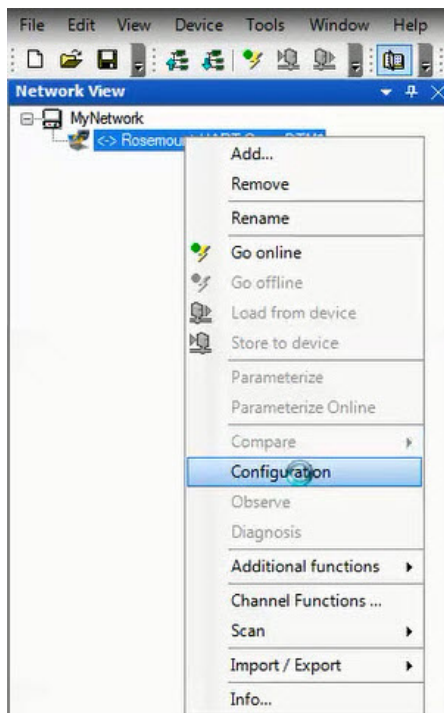 File Edit View Device Tools Window Help
Network View
MyNetwork
<-> Rosemount
Add...
Remove
Rename
Go online
Go offline
Load from device
Store to device
Parameterize
Parameterize Online
Compare
Configuration
Observe
Diagnosis
Additional functions
Channel Functions ...
Scan
Import / Export
Info...